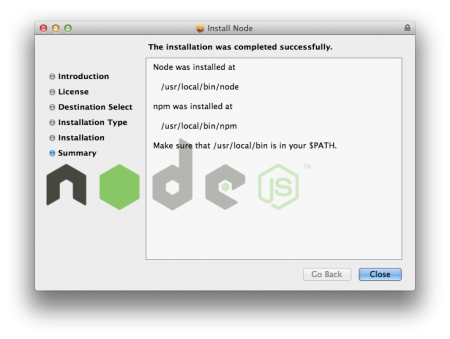 Install Node
The installation was completed successfully.
Introduction
License
Destination Select
Installation Type
Installation
Summary
Node was installed at
/usr/local/bin/node
npm was installed at
/usr/local/bin/npm
Make sure that /usr/local/bin is in your $PATH.
node
JS™
Go Back
Close